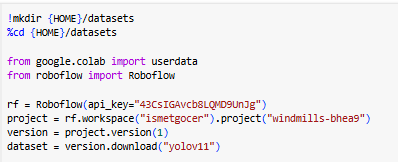 !mkdir {HOME}/datasets
%cd {HOME}/datasets
from google.colab import userdata
from roboflow import Roboflow
rf = Roboflow(api_key="43CsIGAvcb8LQMD9UnJg")
project = rf.workspace("ismetgocer").project("windmills-bhea9")
version = project.version(1)
dataset = version.download("yolov11")